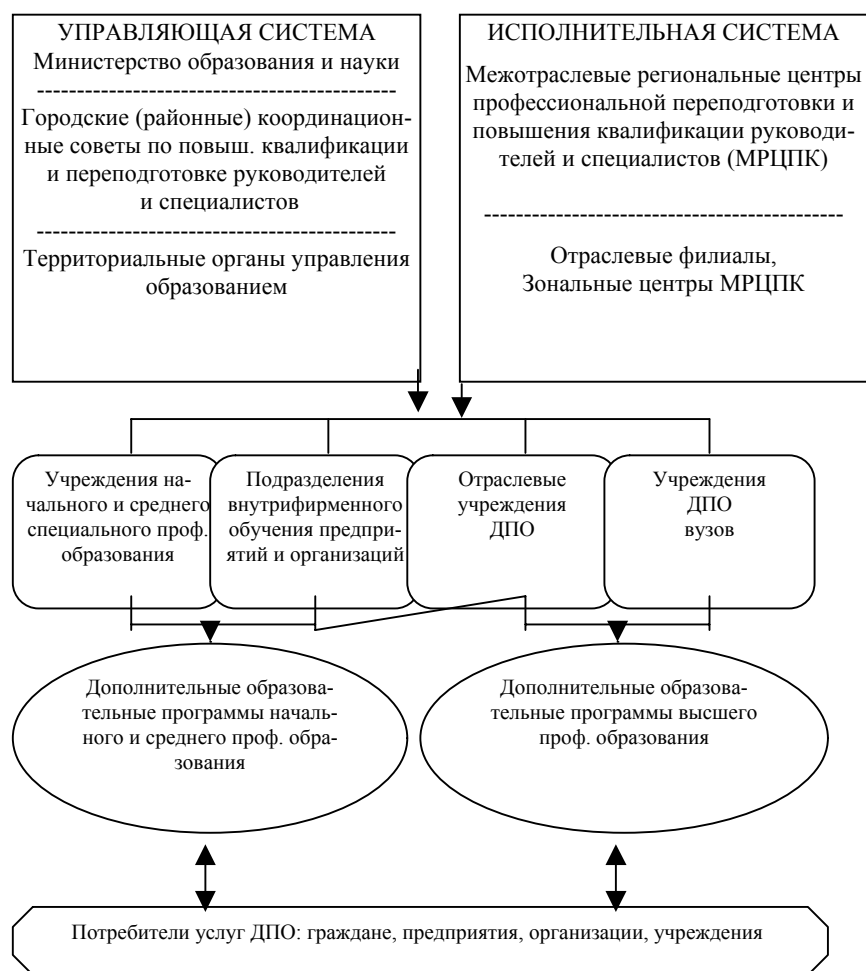 УПРАВЛЯЮЩАЯ СИСТЕМА
Министерство образования и науки
------------------------------------------------
Городские (районные) координацион-
ные советы по повыш. квалификации
и переподготовке руководителей
и специалистов
------------------------------------------------
Территориальные органы управления
образованием
ИСПОЛНИТЕЛЬНАЯ СИСТЕМА
Межотраслевые региональные центры
профессиональной переподготовки и
повышения квалификации руководи-
телей и специалистов (МРЦПК)
------------------------------------------------
Отраслевые филиалы,
Зональные центры МРЦПК
Учреждения на-
чального и среднего
специального проф.
образования
Подразделения
внутрифирменного
обучения предпри-
ятий и организаций
Отраслевые
учреждения
ДПО
Учреждения
ДПО
вузов
Дополнительные образова-
тельные программы началь-
ного и среднего проф. обра-
зования
Дополнительные образова-
тельные программы высшего
проф. образования
Потребители услуг ДПО: граждане, предприятия, организации, учреждения